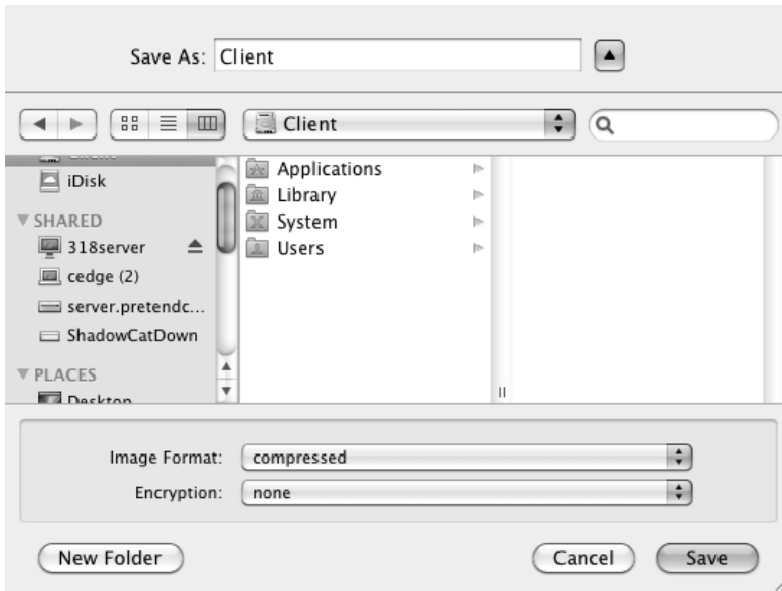 Save As: Client
Client
iDisk
SHARED
318server
cedge (2)
server.pretendc...
ShadowCatDown
PLACES
Desktop
Applications
Library
System
Users
Image Format: compressed
Encryption: none
New Folder
Cancel
Save